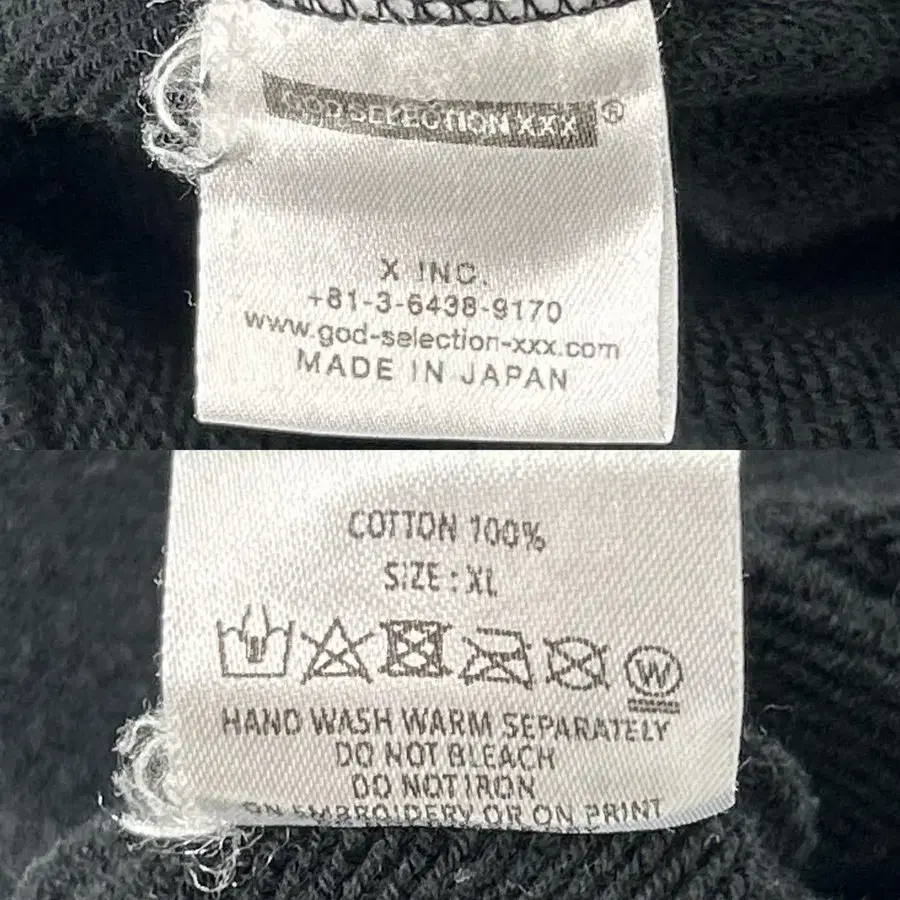 GOD SELECTION XXX®
X INC.
+81-3-6438-9170
www.god-selection-xxx.com
MADE IN JAPAN
COTTON 100%
SIZE : XL
W
HAND WASH WARM SEPARATELY
DO NOT BLEACH
DO NOT IRON
ON EMBROIDERY OR ON PRINT